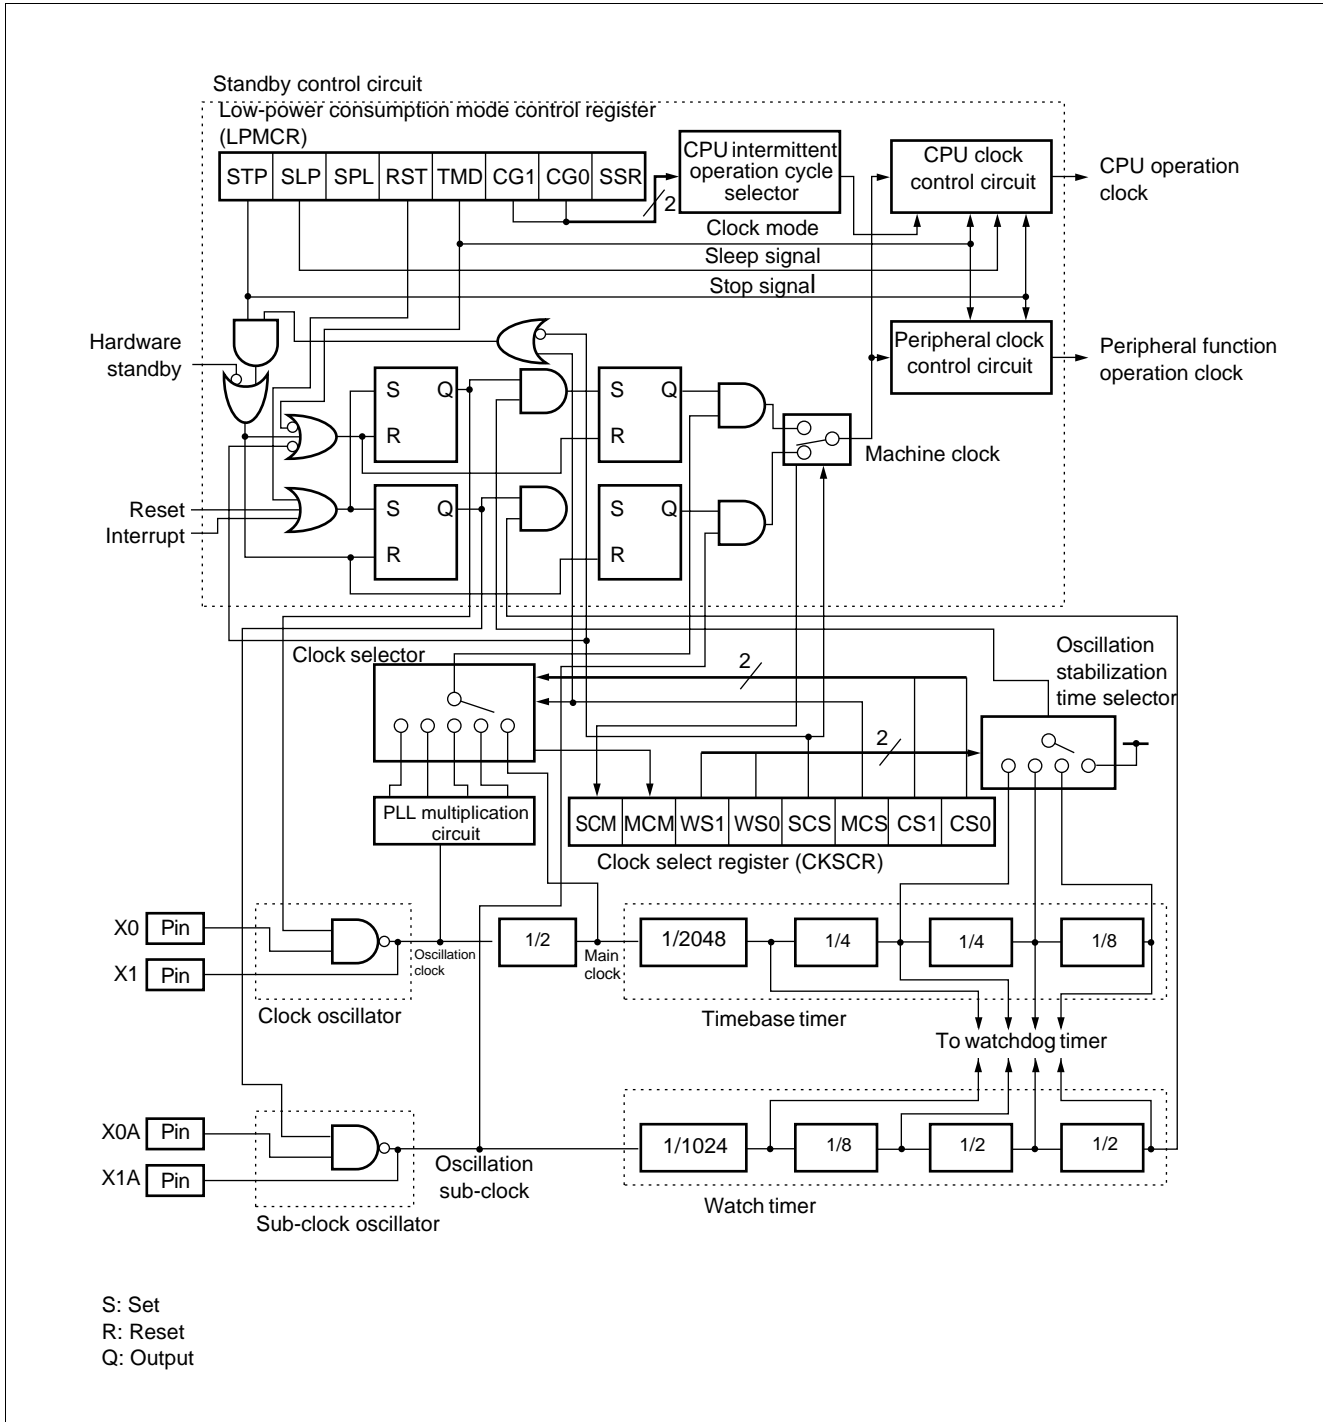 Standby control circuit
Low-power consumption mode control register
(LPMCR)
STP SLP SPL RST TMD CG1 CG0 SSR
2
CPU intermittent
operation cycle
selector
CPU clock
control circuit
CPU operation
clock
Clock mode
Sleep signal
Stop signal
Hardware
standby
Peripheral clock
control circuit
Peripheral function
operation clock
S Q
R
S Q
R
Machine clock
Reset
Interrupt
S Q
R
S Q
R
Clock selector
2
Oscillation
stabilization
time selector
2
PLL multiplication
circuit
SCM MCM WS1 WS0 SCS MCS CS1 CS0
Clock select register (CKSCR)
X0 Pin
X1 Pin
Oscillation
clock
1/2
Main
clock
1/2048
1/4
1/4
1/8
Clock oscillator
Timebase timer
To watchdog timer
X0A Pin
X1A Pin
Oscillation
sub-clock
1/1024
1/8
1/2
1/2
Sub-clock oscillator
Watch timer
S: Set
R: Reset
Q: Output